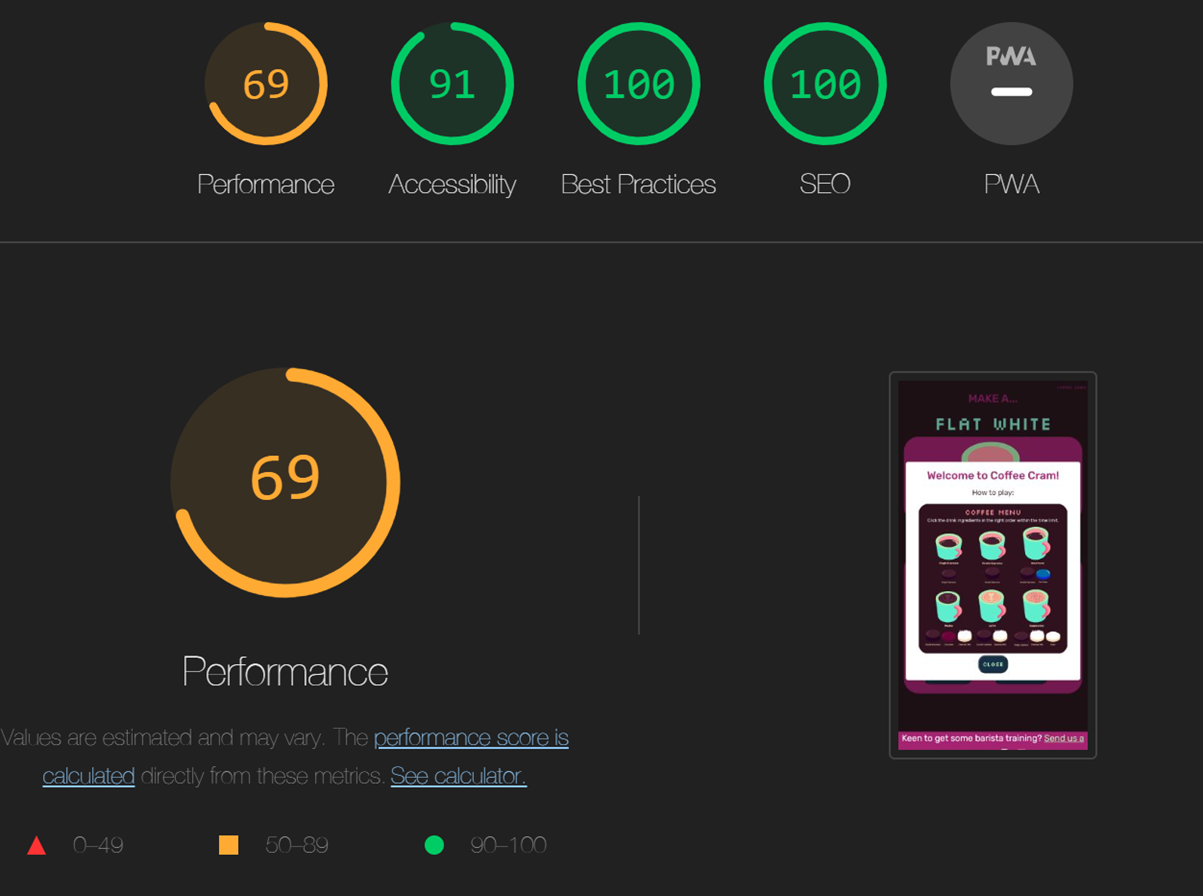 69
91
100
100
PWA
Performance
Accessibility
Best Practices
SEO
PWA
69
Performance
Values are estimated and may vary. The performance score is
calculated directly from these metrics. See calculator.
0–49
50–89
90–100
MAKE A...
FLAT WHITE
Welcome to Coffee Cram!
How to play:
COFFEE MENU
Click the drink ingredients in the right order within the time limit.
CLOSE
Keen to get some barista training? Send us a